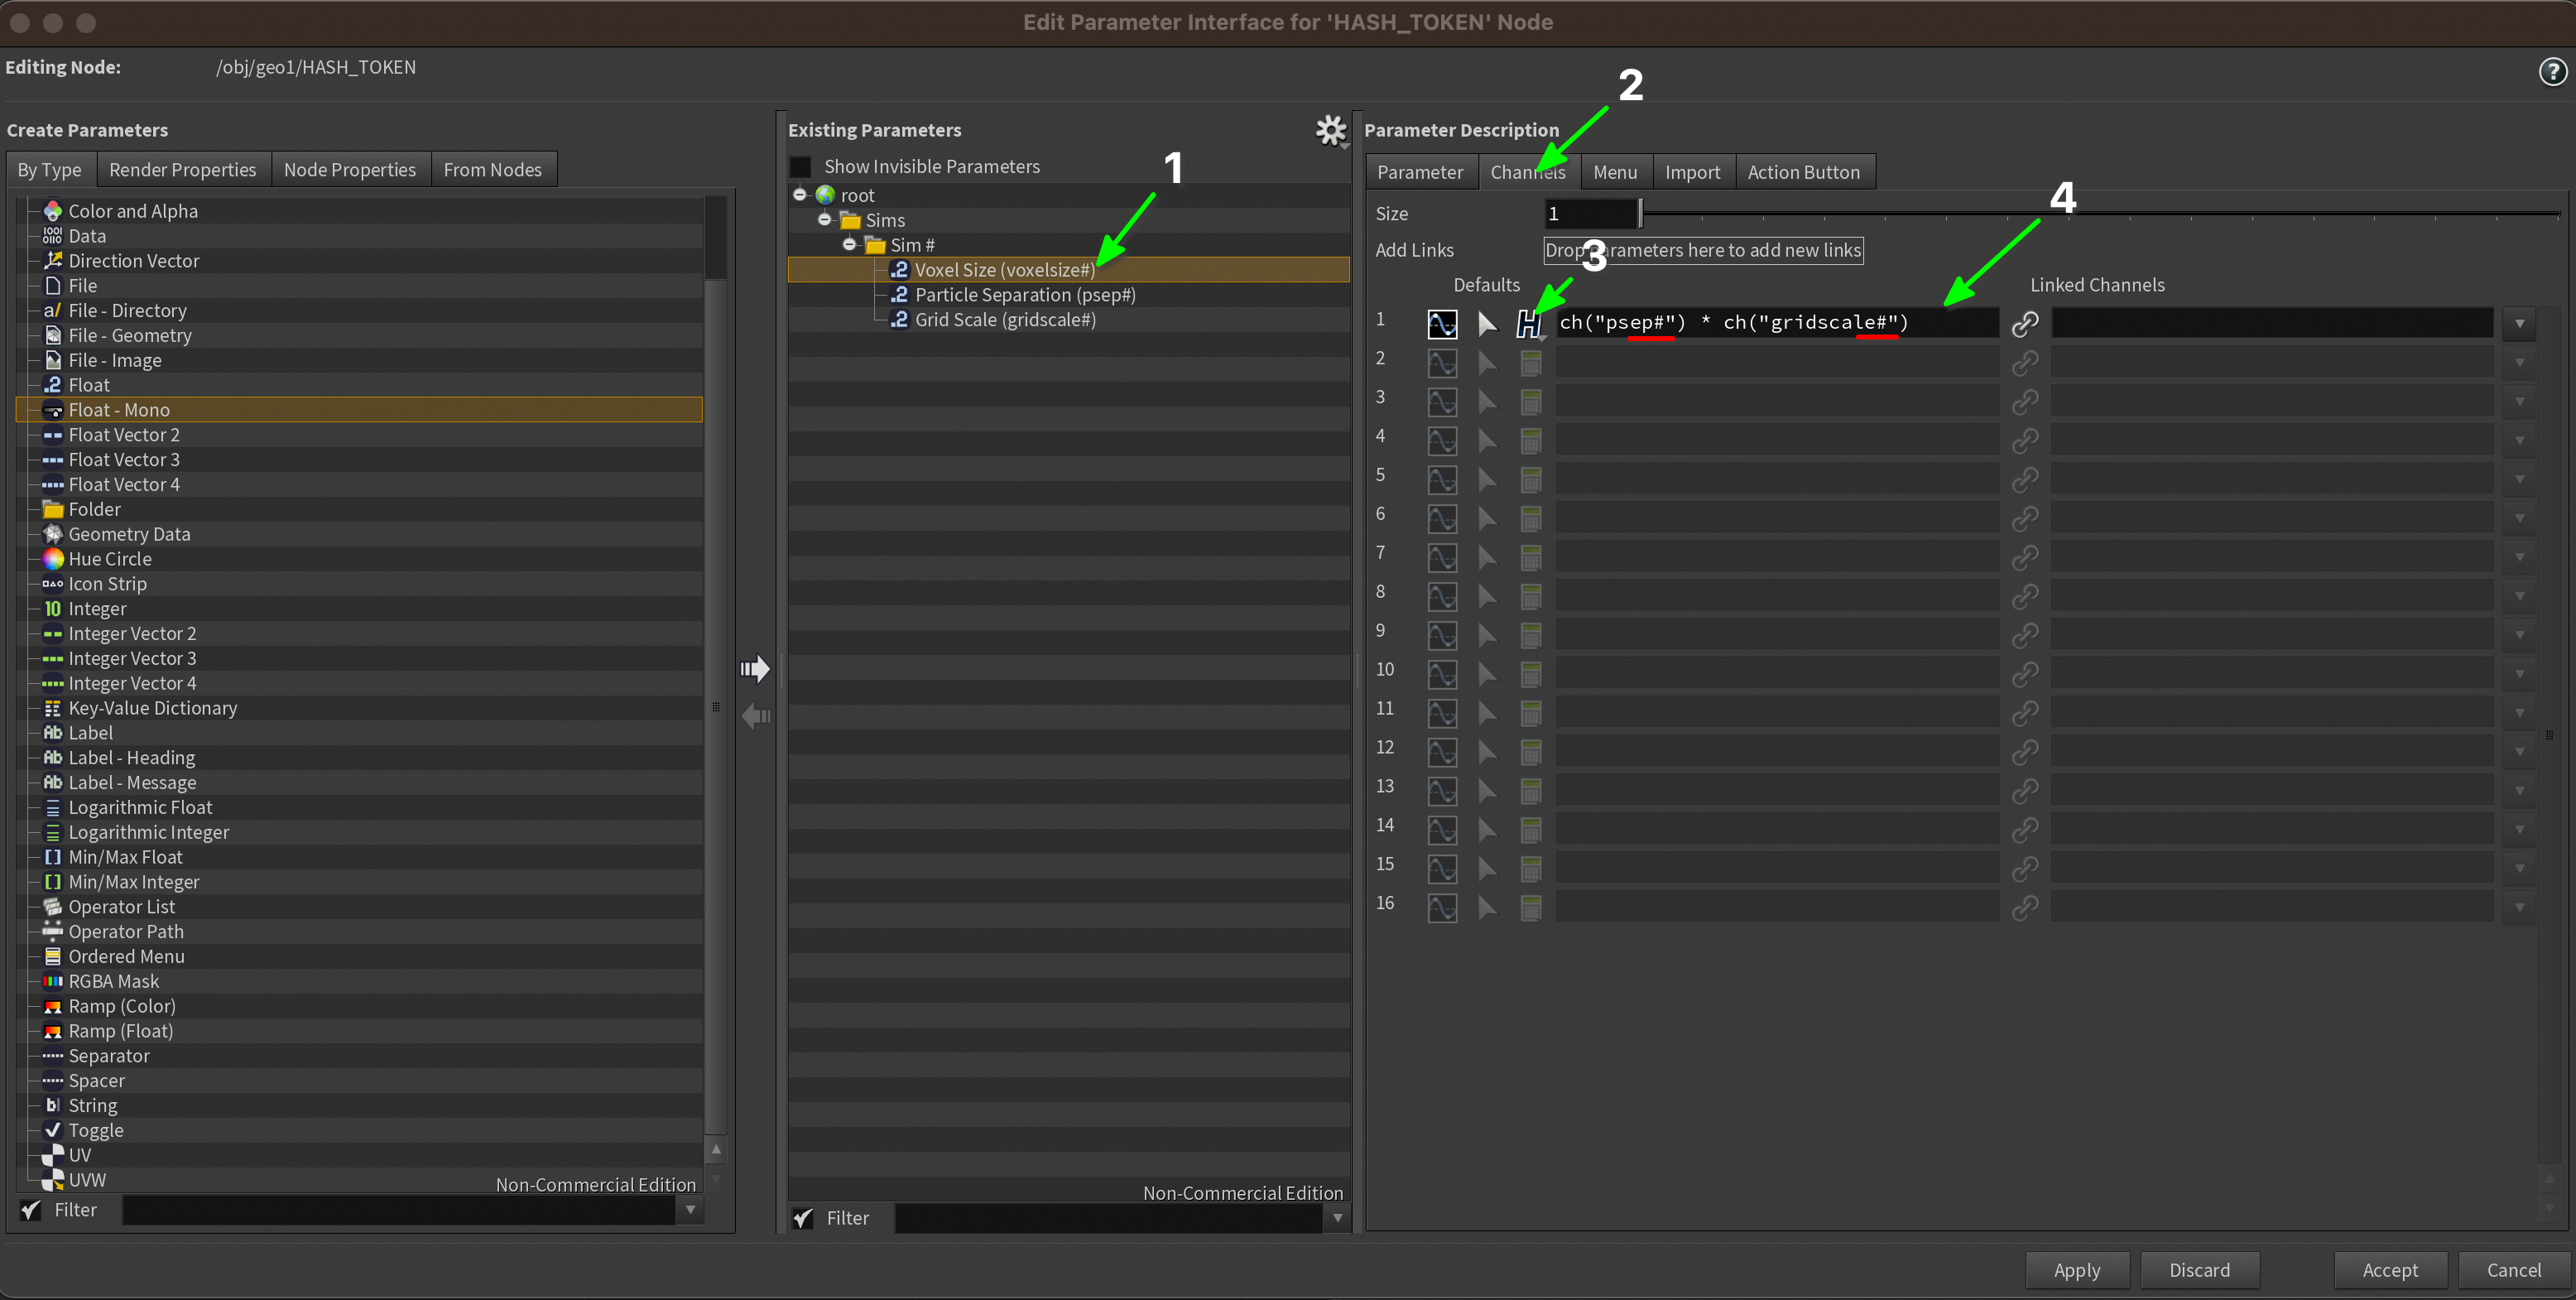 Edit Parameter Interface for 'HASH_TOKEN' Node
Editing Node: /obj/geo1/HASH_TOKEN
?
2
Create Parameters
By Type Render Properties Node Properties From Nodes
Color and Alpha
Data
Direction Vector
File
File - Directory
File - Geometry
File - Image
Float
Float - Mono
Float Vector 2
Float Vector 3
Float Vector 4
Folder
Geometry Data
Hue Circle
Icon Strip
Integer
Integer Vector 2
Integer Vector 3
Integer Vector 4
Key-Value Dictionary
Label
Label - Heading
Label - Message
Logarithmic Float
Logarithmic Integer
Min/Max Float
Min/Max Integer
Operator List
Operator Path
Ordered Menu
RGBA Mask
Ramp (Color)
Ramp (Float)
Separator
Spacer
String
Toggle
UV
UVW
Non-Commercial Edition
Filter
Existing Parameters
Show Invisible Parameters
1
root
Sims
Sim #
Voxel Size (voxelsize#)
Particle Separation (psep#)
Grid Scale (gridscale#)
Non-Commercial Edition
Filter
Parameter Description
Parameter Channels Menu Import Action Button
4
Size 1
Add Links Drop parameters here to add new links
3
Defaults Linked Channels
1 ch("psep#") * ch("gridscale#")
2
3
4
5
6
7
8
9
10
11
12
13
14
15
16
Apply Discard Accept Cancel